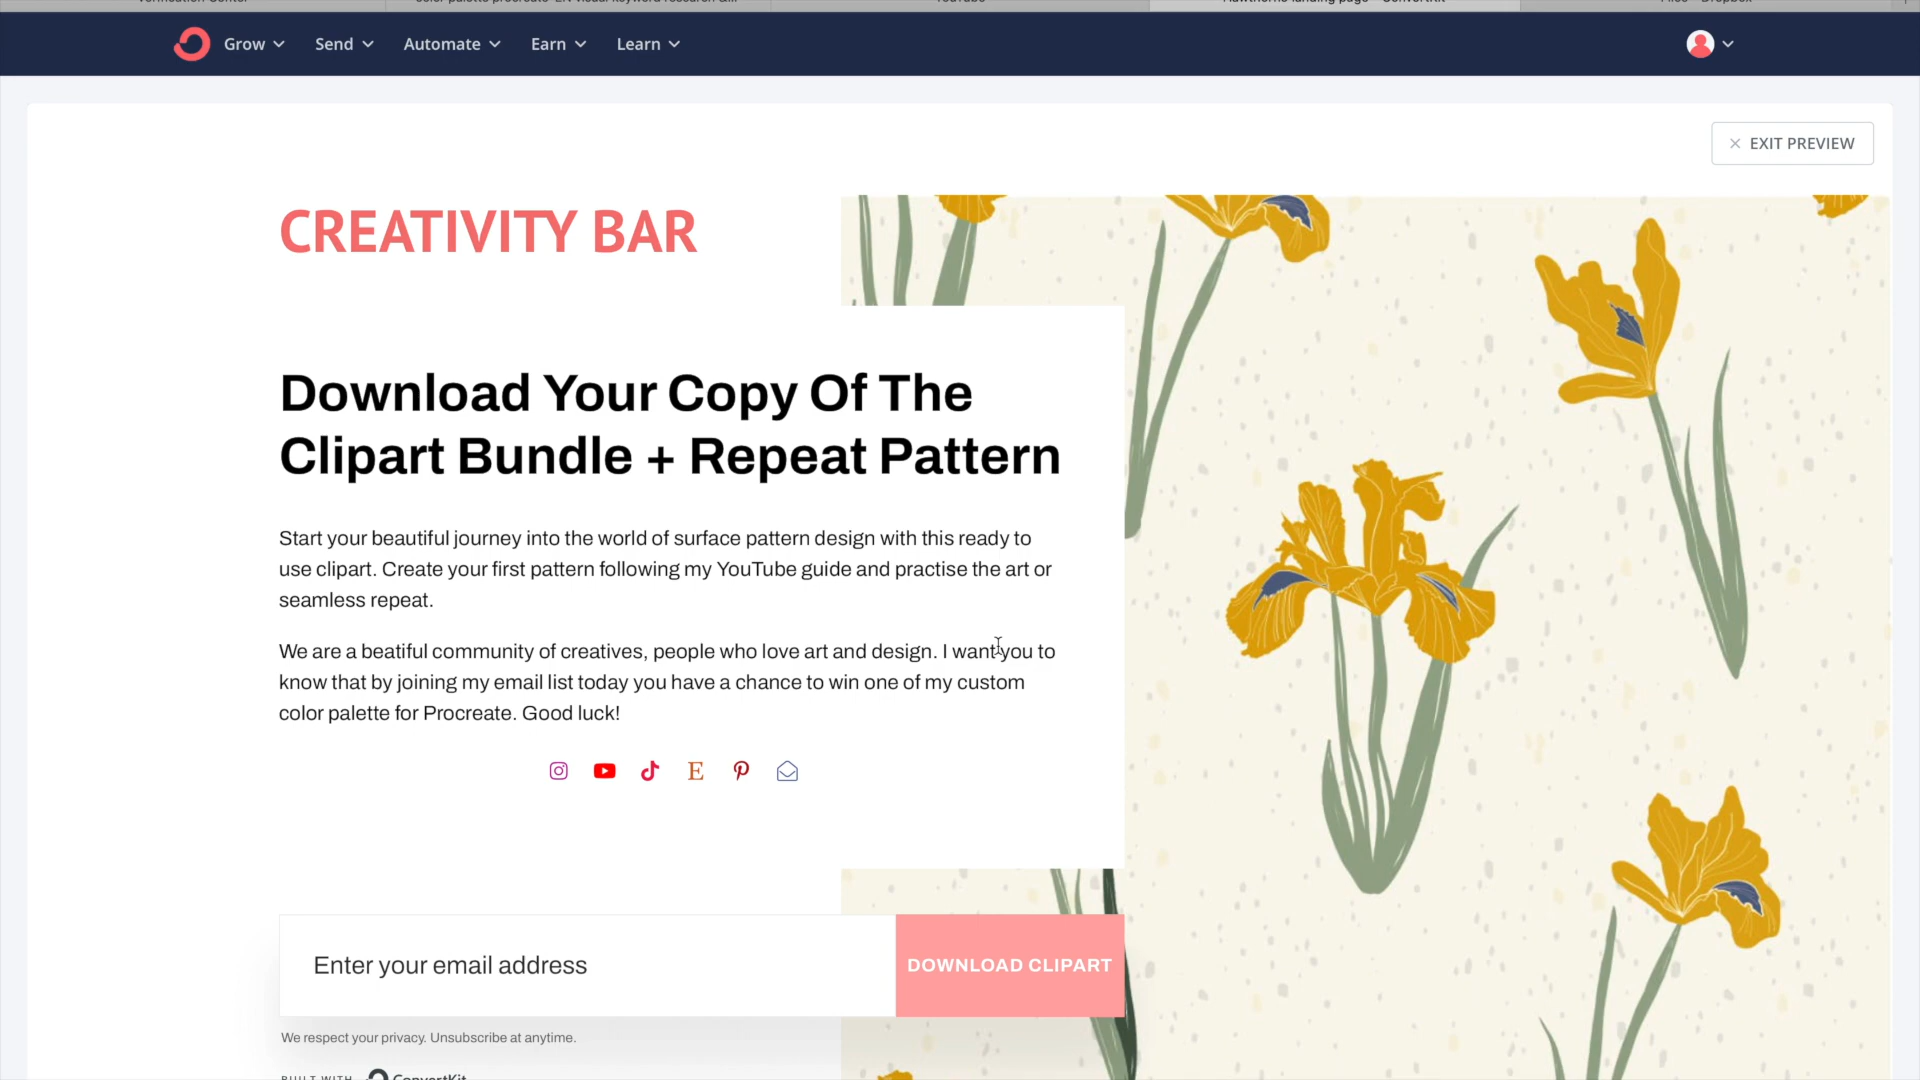 Grow
Send
Automate
Earn
Learn
EXIT PREVIEW
CREATIVITY BAR
Download Your Copy Of The
Clipart Bundle + Repeat Pattern
Start your beautiful journey into the world of surface pattern design with this ready to
use clipart. Create your first pattern following my YouTube guide and practise the art or
seamless repeat.
We are a beatiful community of creatives, people who love art and design. I want you to
know that by joining my email list today you have a chance to win one of my custom
color palette for Procreate. Good luck!
Enter your email address
DOWNLOAD CLIPART
We respect your privacy. Unsubscribe at anytime.
BUILT WITH ConvertKit